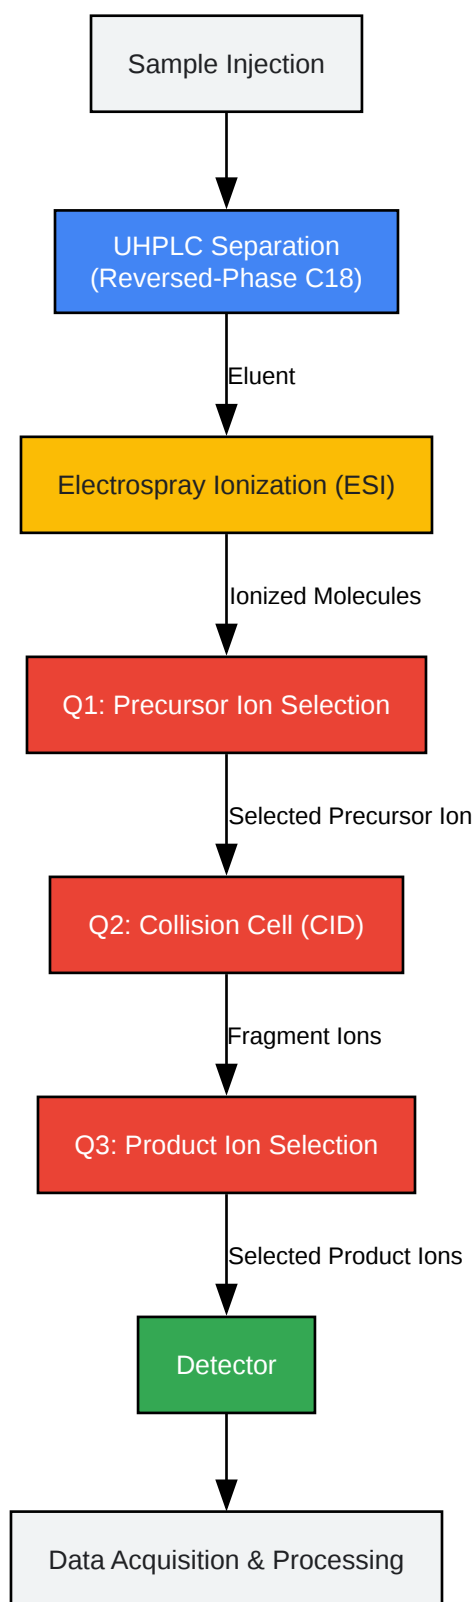 Sample Injection
UHPLC Separation
(Reversed-Phase C18)
Eluent
Electrospray Ionization (ESI)
Ionized Molecules
Q1: Precursor Ion Selection
Selected Precursor Ion
Q2: Collision Cell (CID)
Fragment Ions
Q3: Product Ion Selection
Selected Product Ions
Detector
Data Acquisition & Processing